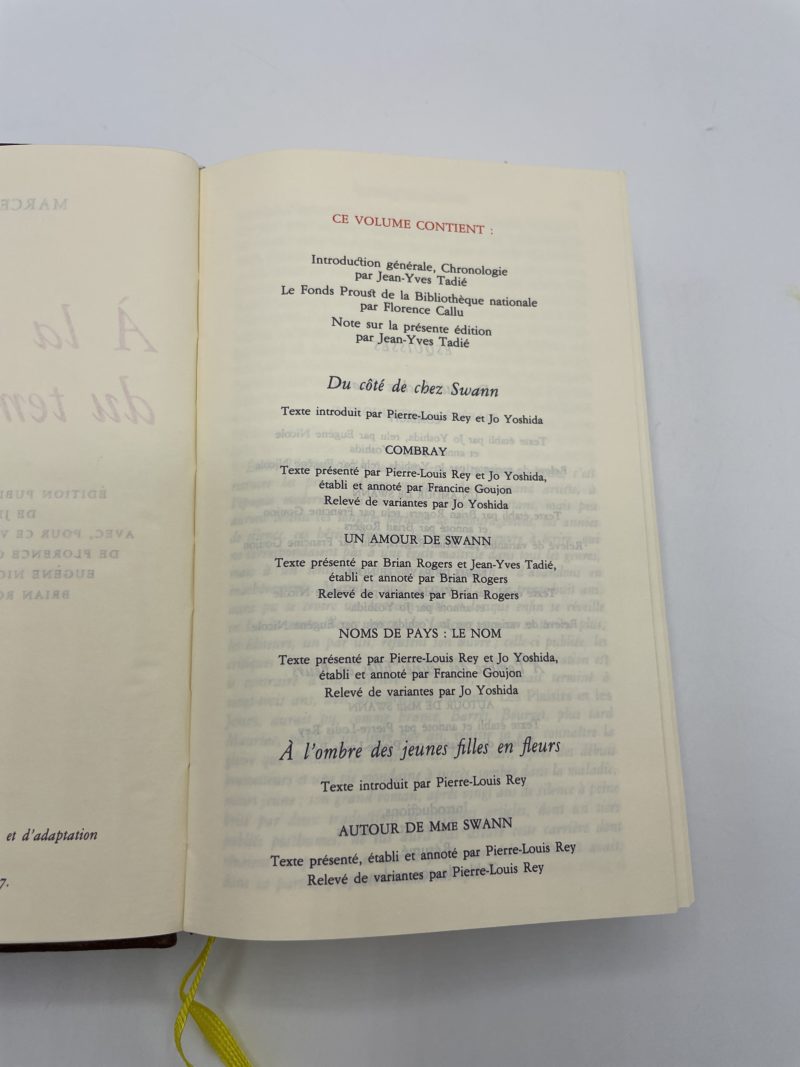 et d'adaptation
7.
CE VOLUME CONTIENT :
Introduction générale, Chronologie
par Jean-Yves Tadié
Le Fonds Proust de la Bibliothèque nationale
par Florence Callu
Note sur la présente édition
par Jean-Yves Tadié
Du côté de chez Swann
Texte introduit par Pierre-Louis Rey et Jo Yoshida
COMBRAY
Texte présenté par Pierre-Louis Rey et Jo Yoshida,
établi et annoté par Francine Goujon
Relevé de variantes par Jo Yoshida
UN AMOUR DE SWANN
Texte présenté par Brian Rogers et Jean-Yves Tadié,
établi et annoté par Brian Rogers
Relevé de variantes par Brian Rogers
NOMS DE PAYS : LE NOM
Texte présenté par Pierre-Louis Rey et Jo Yoshida,
établi et annoté par Francine Goujon
Relevé de variantes par Jo Yoshida
À l'ombre des jeunes filles en fleurs
Texte introduit par Pierre-Louis Rey
AUTOUR DE MME SWANN
Texte présenté, établi et annoté par Pierre-Louis Rey
Relevé de variantes par Pierre-Louis Rey